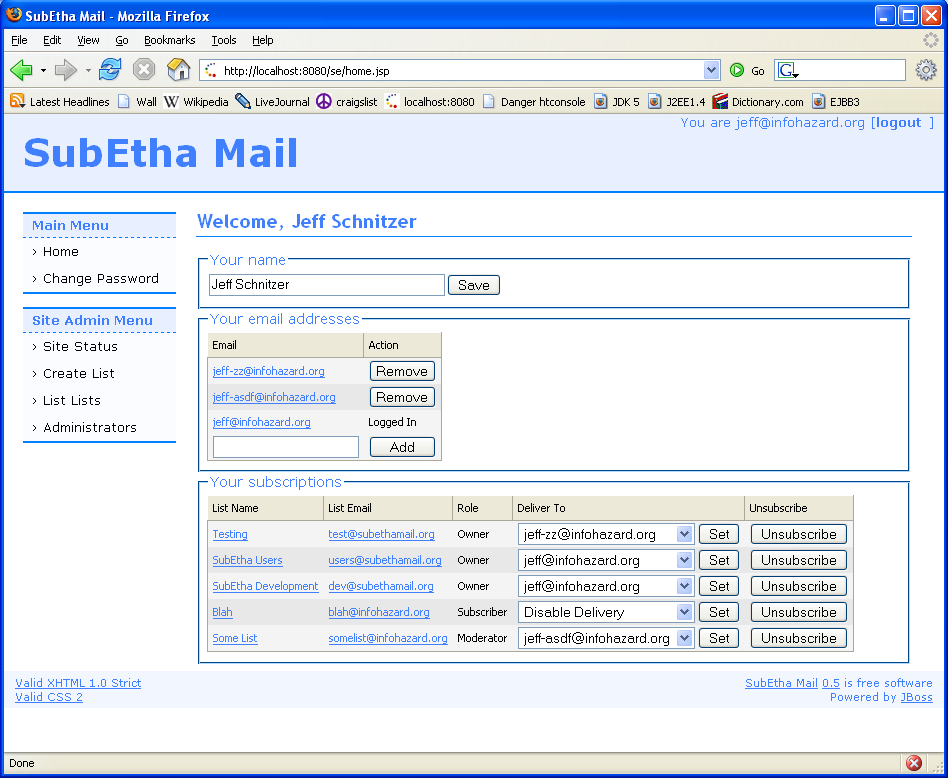 SubEtha Mail - Mozilla Firefox
File Edit View Go Bookmarks Tools Help
http://localhost:8080/se/home.jsp Go G
Latest Headlines Wall W Wikipedia LiveJournal craigslist localhost:8080 Danger htconsole JDK 5 J2EE1.4 Dictionary.com EJBB3
You are jeff@infohazard.org [logout ]
SubEtha Mail
Main Menu
› Home
› Change Password
Site Admin Menu
› Site Status
› Create List
› List Lists
› Administrators
Welcome, Jeff Schnitzer
Your name
Jeff Schnitzer Save
Your email addresses
Email Action
jeff-zz@infohazard.org Remove
jeff-asdf@infohazard.org Remove
jeff@infohazard.org Logged In
Add
Your subscriptions
List Name List Email Role Deliver To Unsubscribe
Testing test@subethamail.org Owner jeff-zz@infohazard.org Set Unsubscribe
SubEtha Users users@subethamail.org Owner jeff@infohazard.org Set Unsubscribe
SubEtha Development dev@subethamail.org Owner jeff@infohazard.org Set Unsubscribe
Blah blah@infohazard.org Subscriber Disable Delivery Set Unsubscribe
Some List somelist@infohazard.org Moderator jeff-asdf@infohazard.org Set Unsubscribe
Valid XHTML 1.0 Strict
Valid CSS 2
SubEtha Mail 0.5 is free software
Powered by JBoss
Done